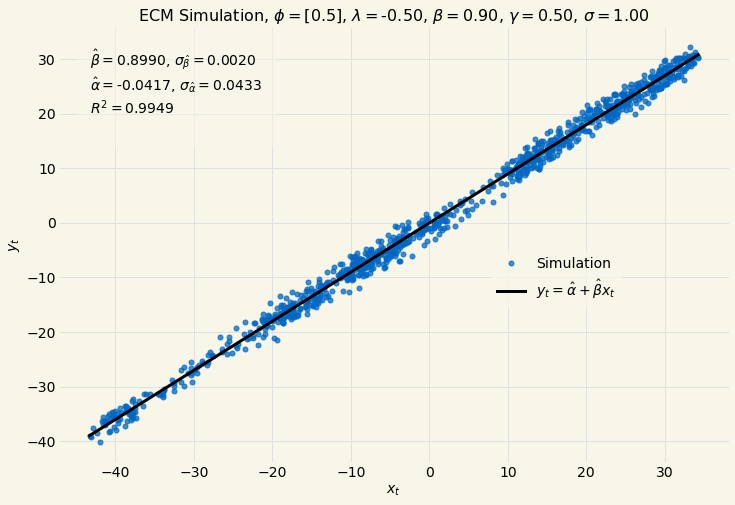 ECM Simulation, ϕ = [0.5], λ = -0.50, β = 0.90, γ = 0.50, σ = 1.00
β̂ = 0.8990, σ_β̂ = 0.0020
α̂ = -0.0417, σ_α̂ = 0.0433
R² = 0.9949
30
20
10
0
−10
−20
−30
−40
y_t
Simulation
y_t = α̂ + β̂x_t
−40 −30 −20 −10 0 10 20 30
x_t